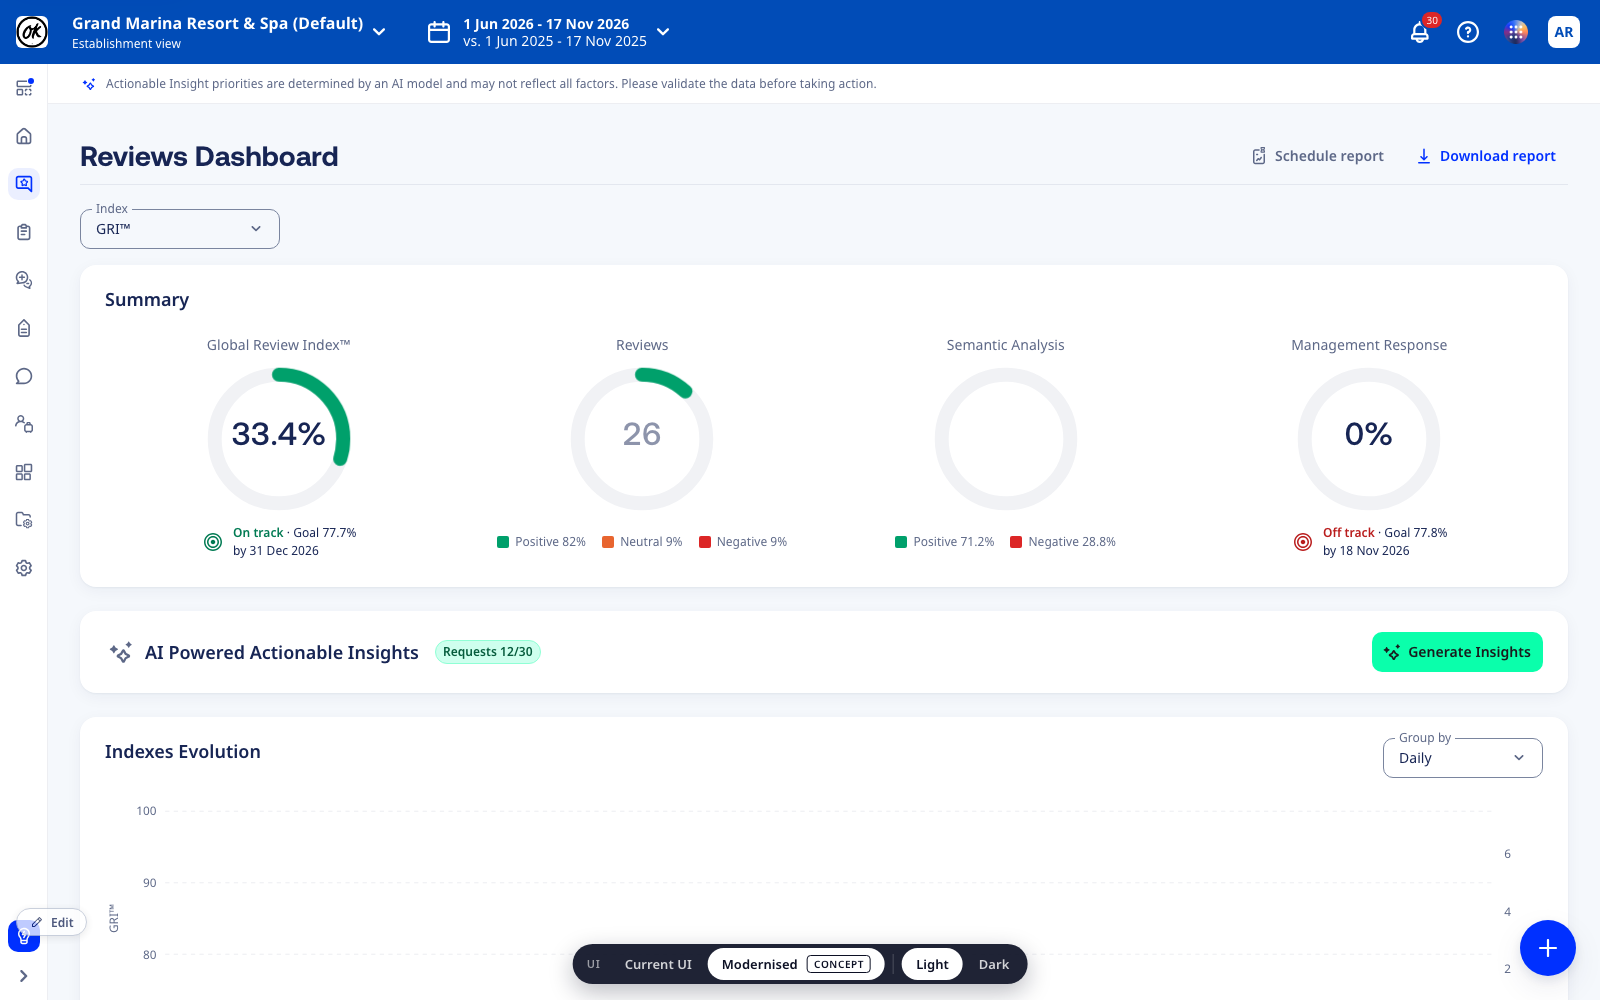 OK
Grand Marina Resort & Spa (Default)
Establishment view
1 Jun 2026 - 17 Nov 2026
vs. 1 Jun 2025 - 17 Nov 2025
30
AR
Actionable Insight priorities are determined by an AI model and may not reflect all factors. Please validate the data before taking action.
Reviews Dashboard
Schedule report
Download report
Index
GRI™
Summary
Global Review Index™
33.4%
On track · Goal 77.7%
by 31 Dec 2026
Reviews
26
Positive 82% Neutral 9% Negative 9%
Semantic Analysis
Positive 71.2% Negative 28.8%
Management Response
0%
Off track · Goal 77.8%
by 18 Nov 2026
AI Powered Actionable Insights
Requests 12/30
Generate Insights
Indexes Evolution
Group by
Daily
100
90
80
GRI™
6
4
2
Edit
UI Current UI Modernised CONCEPT Light Dark